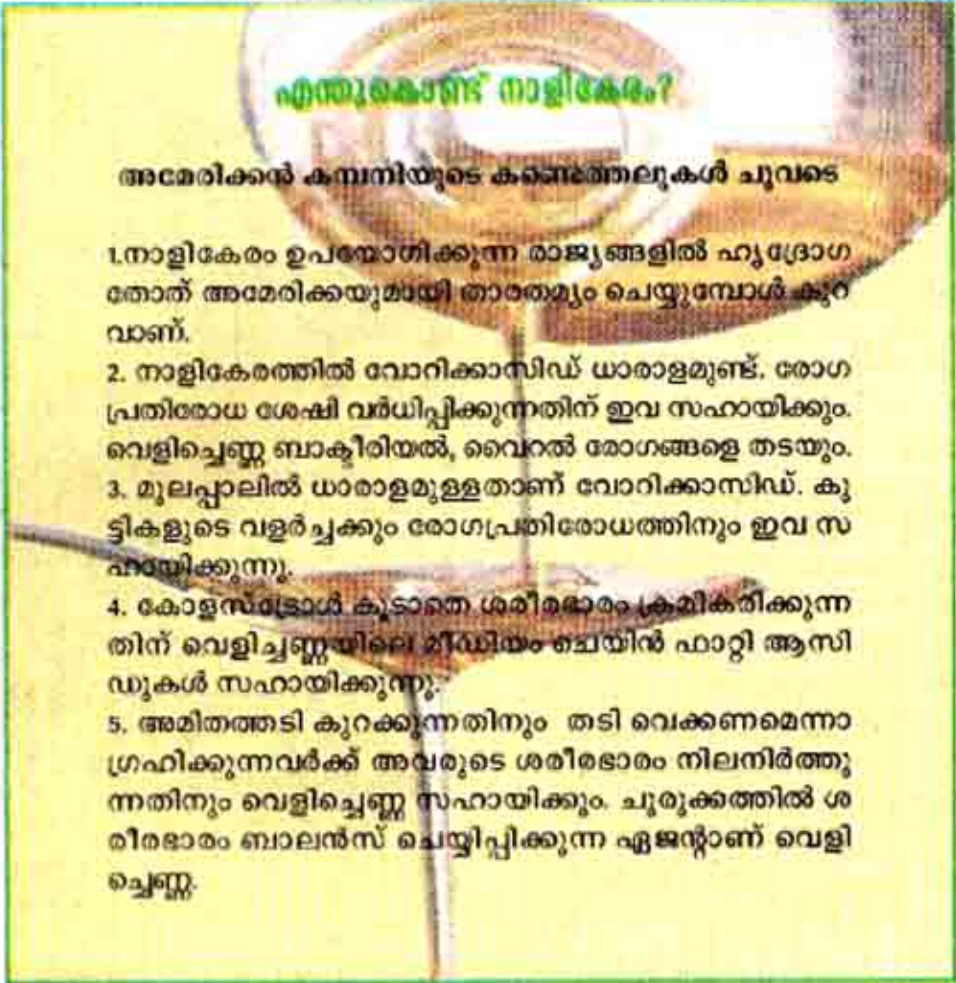 എന്തുകൊണ്ട് നാളികേരം?
അമേരിക്കൻ കമ്പനിയുടെ കണ്ടെത്തലുകൾ ചുവടെ
1.നാളികേരം ഉപയോഗിക്കുന്ന രാജ്യങ്ങളിൽ ഹൃദ്രോഗ
തോത് അമേരിക്കയുമായി താരതമ്യം ചെയ്യുമ്പോൾ കുറ
വാണ്.
2. നാളികേരത്തിൽ വോറിക്കാസിഡ് ധാരാളമുണ്ട്. രോഗ
പ്രതിരോധ ശേഷി വർധിപ്പിക്കുന്നതിന് ഇവ സഹായിക്കും.
വെളിച്ചെണ്ണ ബാക്ടീരിയൽ, വൈറൽ രോഗങ്ങളെ തടയും.
3. മുലപ്പാലിൽ ധാരാളമുള്ളതാണ് വോറിക്കാസിഡ്. കു
ട്ടികളുടെ വളർച്ചക്കും രോഗപ്രതിരോധത്തിനും ഇവ സ
ഹായിക്കുന്നു.
4. കോളസ്ട്രോൾ കൂടാതെ ശരീരഭാരം ക്രമികരിക്കുന്ന
തിന് വെളിച്ചണ്ണയിലെ മീഡിയം ചെയിൻ ഫാറ്റി ആസി
ഡുകൾ സഹായിക്കുന്നു.
5. അമിതത്തടി കുറക്കുന്നതിനും തടി വെക്കണമെന്നാ
ഗ്രഹിക്കുന്നവർക്ക് അവരുടെ ശരീരഭാരം നിലനിർത്തു
ന്നതിനും വെളിച്ചെണ്ണ സഹായിക്കും. ചുരുക്കത്തിൽ ശ
രീരഭാരം ബാലൻസ് ചെയ്യിപ്പിക്കുന്ന ഏജന്റാണ് വെളി
ച്ചെണ്ണ.